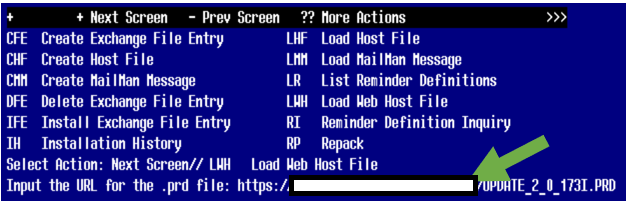 + + Next Screen - Prev Screen ?? More Actions >>>
CFE Create Exchange File Entry LHF Load Host File
CHF Create Host File LMM Load MailMan Message
CMM Create MailMan Message LR List Reminder Definitions
DFE Delete Exchange File Entry LWH Load Web Host File
IFE Install Exchange File Entry RI Reminder Definition Inquiry
IH Installation History RP Repack
Select Action: Next Screen// LWH Load Web Host File
Input the URL for the .prd file: https:/ /UPDATE_2_0_173I.PRD